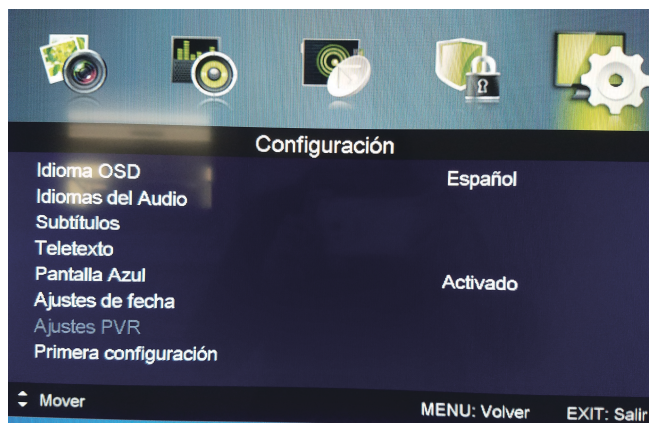 Configuración
Idioma OSD Español
Idiomas del Audio
Subtítulos
Teletexto
Pantalla Azul Activado
Ajustes de fecha
Ajustes PVR
Primera configuración
Mover MENU: Volver EXIT: Salir